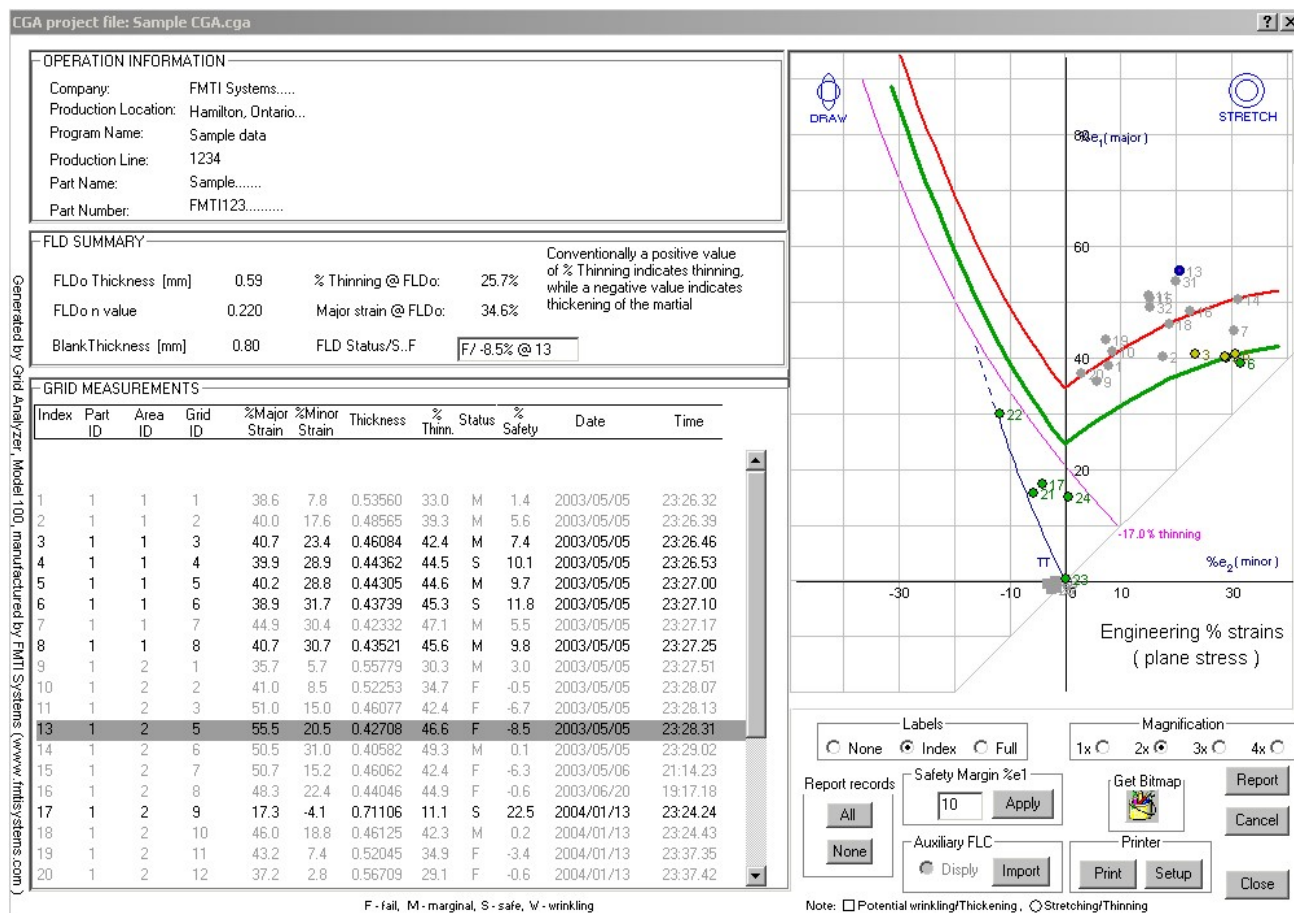 CGA project file: Sample CGA.cga
OPERATION INFORMATION
Company: FMTI Systems.....
Production Location: Hamilton, Ontario...
Program Name: Sample data
Production Line: 1234
Part Name: Sample.......
Part Number: FMTI123.........
FLD SUMMARY
FLDo Thickness [mm] 0.59 % Thinning @ FLDo: 25.7%
FLDo n value 0.220 Major strain @ FLDo: 34.6%
BlankThickness [mm] 0.80 FLD Status/S..F F/ -8.5% @ 13
Conventionally a positive value
of % Thinning indicates thinning,
while a negative value indicates
thickening of the martial
GRID MEASUREMENTS
Index Part ID Area ID Grid ID %Major Strain %Minor Strain Thickness % Thinn. Status % Safety Date Time
1 1 1 1 38.6 7.8 0.53560 33.0 M 1.4 2003/05/05 23:26.32
2 1 1 2 40.0 17.6 0.48565 39.3 M 5.6 2003/05/05 23:26.39
3 1 1 3 40.7 23.4 0.46084 42.4 M 7.4 2003/05/05 23:26.46
4 1 1 4 39.9 28.9 0.44362 44.5 S 10.1 2003/05/05 23:26.53
5 1 1 5 40.2 28.8 0.44305 44.6 M 9.7 2003/05/05 23:27.00
6 1 1 6 38.9 31.7 0.43739 45.3 S 11.8 2003/05/05 23:27.10
7 1 1 7 44.9 30.4 0.42332 47.1 M 5.5 2003/05/05 23:27.17
8 1 1 8 40.7 30.7 0.43521 45.6 M 9.8 2003/05/05 23:27.25
9 1 2 1 35.7 5.7 0.55779 30.3 M 3.0 2003/05/05 23:27.51
10 1 2 2 41.0 8.5 0.52253 34.7 F -0.5 2003/05/05 23:28.07
11 1 2 3 51.0 15.0 0.46077 42.4 F -6.7 2003/05/05 23:28.13
13 1 2 5 55.5 20.5 0.42708 46.6 F -8.5 2003/05/05 23:28.31
14 1 2 6 50.5 31.0 0.40582 49.3 M 0.1 2003/05/05 23:29.02
15 1 2 7 50.7 15.2 0.46062 42.4 F -6.3 2003/05/06 21:14.23
16 1 2 8 48.3 22.4 0.44046 44.9 F -0.6 2003/06/20 19:17.18
17 1 2 9 17.3 -4.1 0.71106 11.1 S 22.5 2004/01/13 23:24.24
18 1 2 10 46.0 18.8 0.46125 42.3 M 0.2 2004/01/13 23:24.43
19 1 2 11 43.2 7.4 0.52045 34.9 F -3.4 2004/01/13 23:37.35
20 1 2 12 37.2 2.8 0.56709 29.1 F -0.6 2004/01/13 23:37.42
F - fail, M - marginal, S - safe, W - wrinkling
Generated by Grid Analyzer, Model 100, manufactured by FMTI Systems (www.fmtisystems.com)
DRAW
STRETCH
80
%e1(major)
60
40
20
13
31
11
15
32
16
14
18
7
19
10
2
3
1
20
9
6
22
17
21
24
23
-17.0% thinning
TT
%e2(minor)
-30 -10 10 30
Engineering % strains
( plane stress )
Labels
None Index Full
Magnification
1x 2x 3x 4x
Report records
All
None
Safety Margin %e1
10 Apply
Get Bitmap
Report
Cancel
Auxiliary FLC
Disply Import
Printer
Print Setup
Close
Note: Potential wrinkling/Thickening, Stretching/Thinning